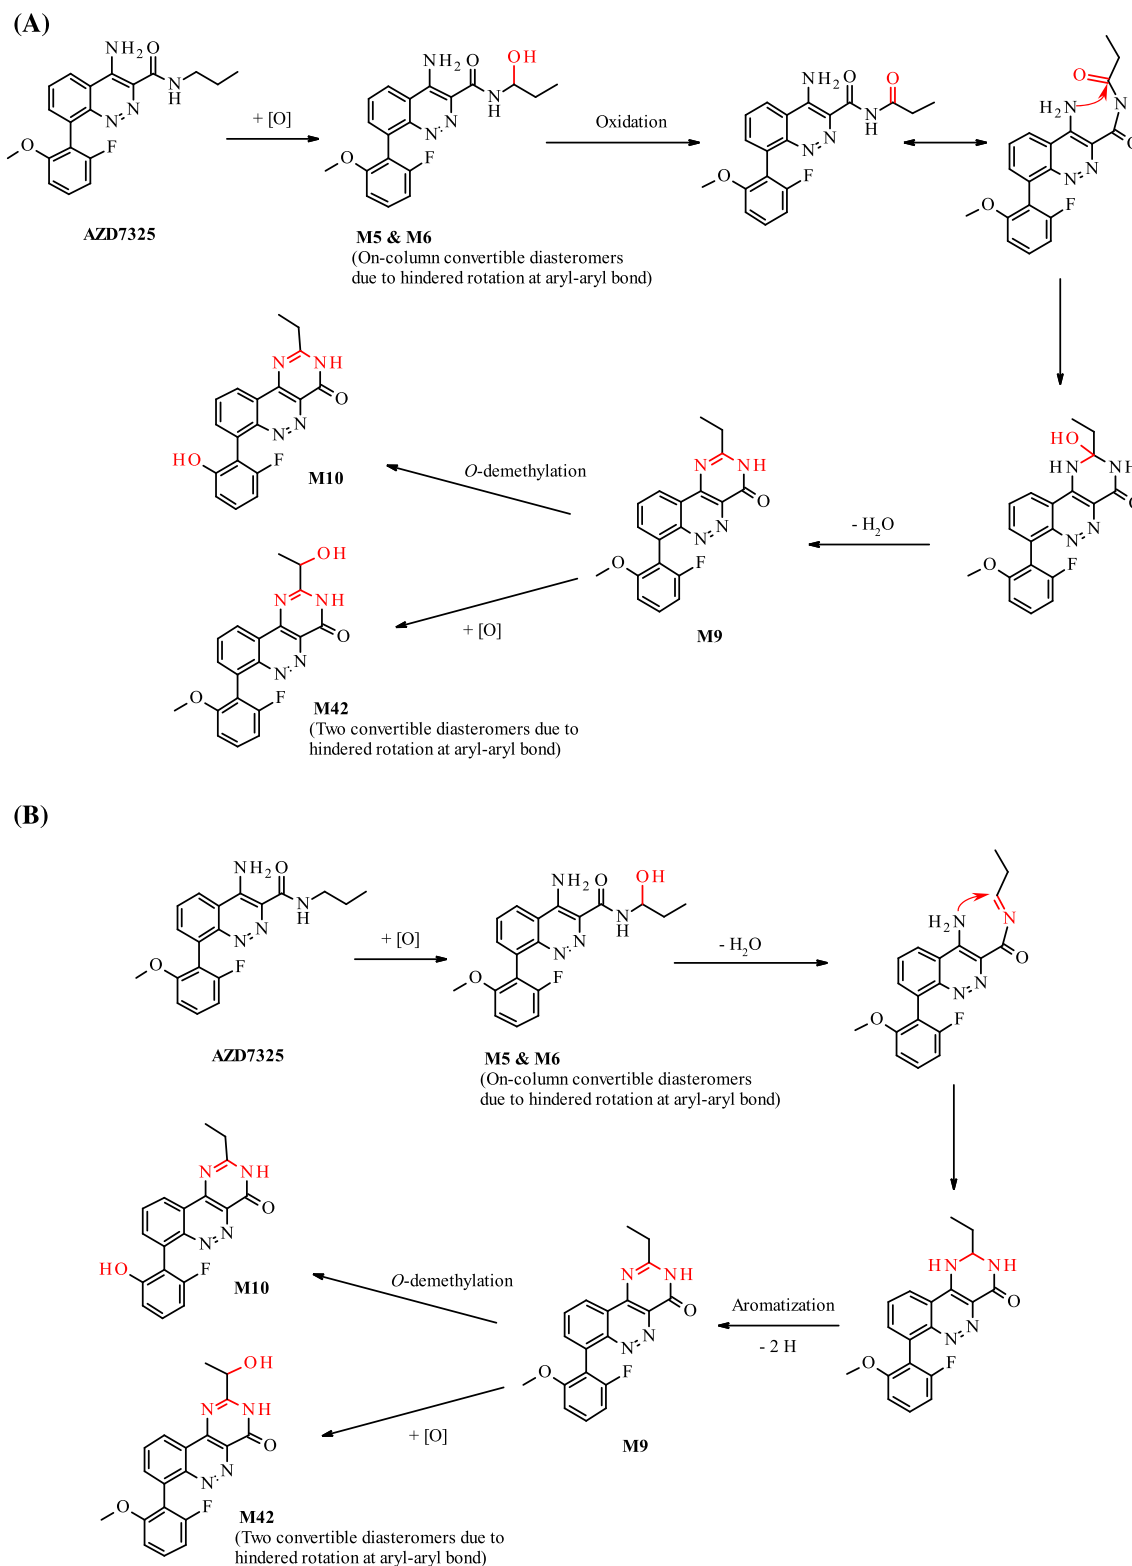 (A)
NH₂ O
N
H
N
N
O
F
AZD7325
+ [O]
OH
NH₂ O
N
H
N
N
O
F
M5 & M6
(On-column convertible diasteromers
due to hindered rotation at aryl-aryl bond)
Oxidation
NH₂ O O
N
H
N
N
O
F
O
H₂N
N
O
N
N
O
F
HO
NH
NH
O
N
N
O
F
- H₂O
N
NH
O
N
N
O
F
M9
O-demethylation
N
NH
O
N
N
HO
F
M10
+ [O]
OH
N
NH
O
N
N
O
F
M42
(Two convertible diasteromers due to
hindered rotation at aryl-aryl bond)
(B)
NH₂ O
N
H
N
N
O
F
AZD7325
+ [O]
OH
NH₂ O
N
H
N
N
O
F
M5 & M6
(On-column convertible diasteromers
due to hindered rotation at aryl-aryl bond)
- H₂O
H₂N
N
O
N
N
O
F
HN
NH
O
N
N
O
F
Aromatization
- 2 H
N
NH
O
N
N
O
F
M9
O-demethylation
N
NH
O
N
N
HO
F
M10
+ [O]
OH
N
NH
O
N
N
O
F
M42
(Two convertible diasteromers due to
hindered rotation at aryl-aryl bond)